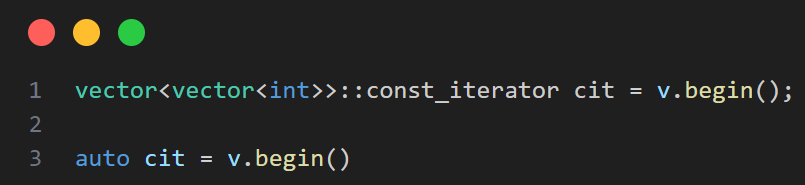 1 vector<vector<int>>::const_iterator cit = v.begin();
2
3 auto cit = v.begin()